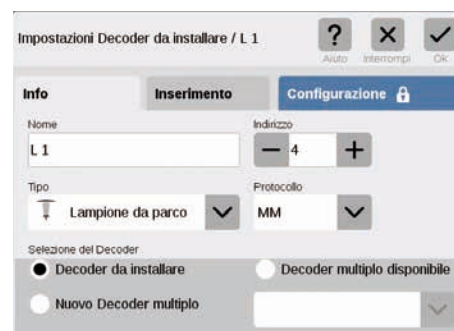 Impostazioni Decoder da installare / L 1
? Aiuto
Interrompi
Ok
Info
Inserimento
Configurazione
Nome
Indirizzo
L 1
4
Tipo
Protocollo
Lampione da parco
MM
Selezione del Decoder
Decoder da installare
Decoder multiplo disponibile
Nuovo Decoder multiplo